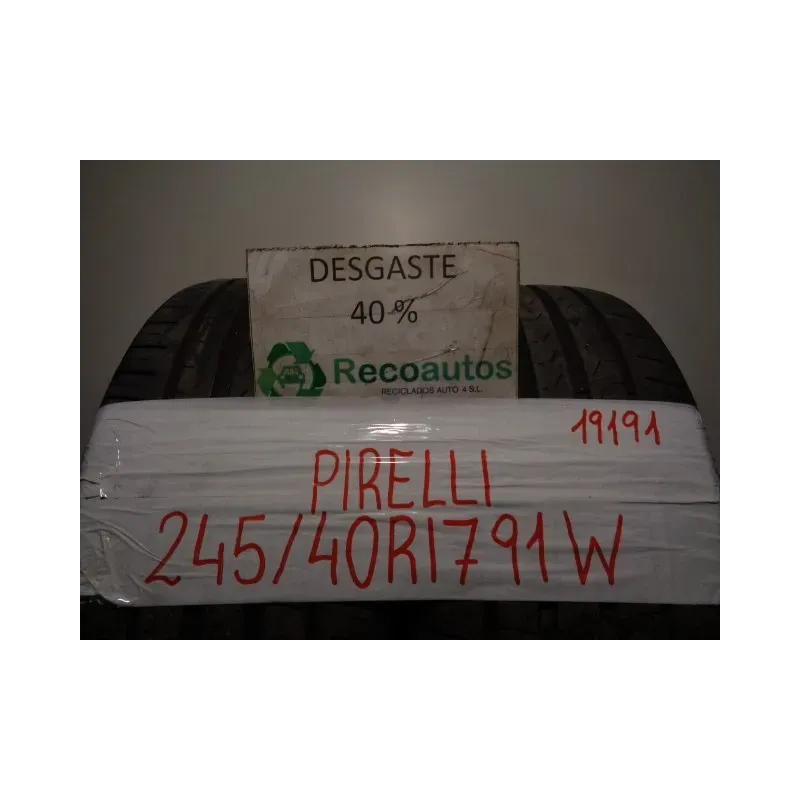 DESGASTE
40 %
Recoautos
RECICLADOS AUTO 4 S.L.
19191
PIRELLI
245/40R1791W